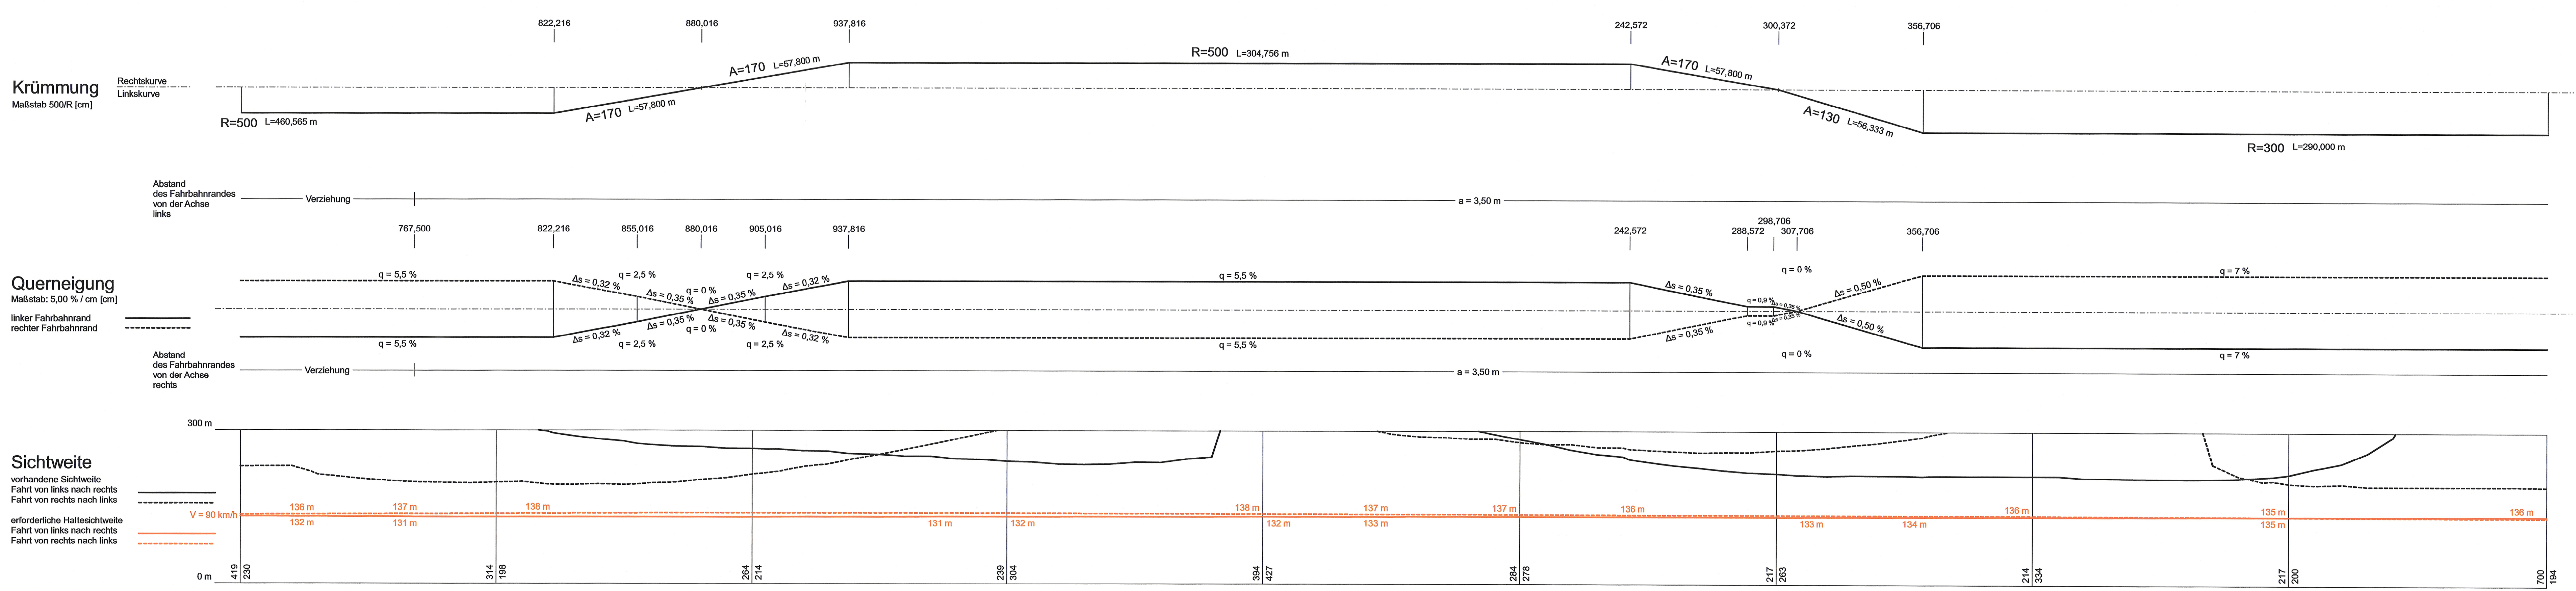 822,216
880,016
937,816
242,572
300,372
356,706
Krümmung
Maßstab 500/R [cm]
Rechtskurve
Linkskurve
R=500 L=460,565 m
A=170 L=57,800 m
A=170 L=57,800 m
R=500 L=304,756 m
A=170 L=57,800 m
A=130 L=56,333 m
R=300 L=290,000 m
Abstand
des Fahrbahnrandes
von der Achse
links
Verziehung
a = 3,50 m
767,500
822,216
855,016
880,016
905,016
937,816
242,572
288,572
298,706
307,706
356,706
Querneigung
Maßstab: 5,00 % / cm [cm]
linker Fahrbahnrand
rechter Fahrbahnrand
q = 5,5 %
Δs = 0,32 %
q = 2,5 %
Δs = 0,35 %
q = 0 %
Δs = 0,35 %
q = 2,5 %
Δs = 0,32 %
q = 5,5 %
Δs = 0,35 %
q = 0,9 %
Δs = 0,35 %
q = 0 %
Δs = 0,50 %
q = 7 %
q = 5,5 %
Δs = 0,32 %
q = 2,5 %
Δs = 0,35 %
q = 0 %
Δs = 0,35 %
q = 2,5 %
Δs = 0,32 %
q = 5,5 %
Δs = 0,35 %
q = 0,9 %
Δs = 0,35 %
q = 0 %
Δs = 0,50 %
q = 7 %
Abstand
des Fahrbahnrandes
von der Achse
rechts
Verziehung
a = 3,50 m
300 m
Sichtweite
vorhandene Sichtweite
Fahrt von links nach rechts
Fahrt von rechts nach links
erforderliche Haltesichtweite
Fahrt von links nach rechts
Fahrt von rechts nach links
V = 90 km/h
136 m
137 m
138 m
138 m
137 m
137 m
136 m
136 m
135 m
136 m
132 m
131 m
131 m
132 m
132 m
133 m
133 m
134 m
135 m
0 m
419
230
314
198
264
214
239
304
394
427
284
278
217
263
214
334
217
200
700
194